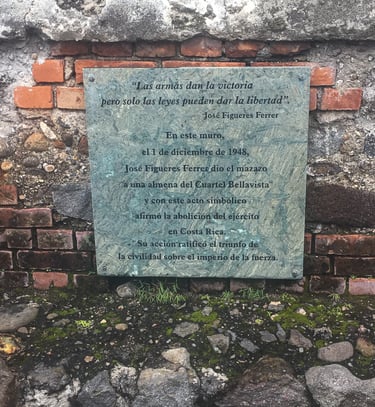 "Las armas dan la victoria
pero solo las leyes pueden dar la libertad".
José Figueres Ferrer
En este muro,
el 1 de diciembre de 1948,
José Figueres Ferrer dio el mazazo
a una almena del Cuartel Bellavista
y con este acto simbólico
afirmó la abolición del ejército
en Costa Rica.
Su acción ratificó el triunfo de
la civilidad sobre el imperio de la fuerza.